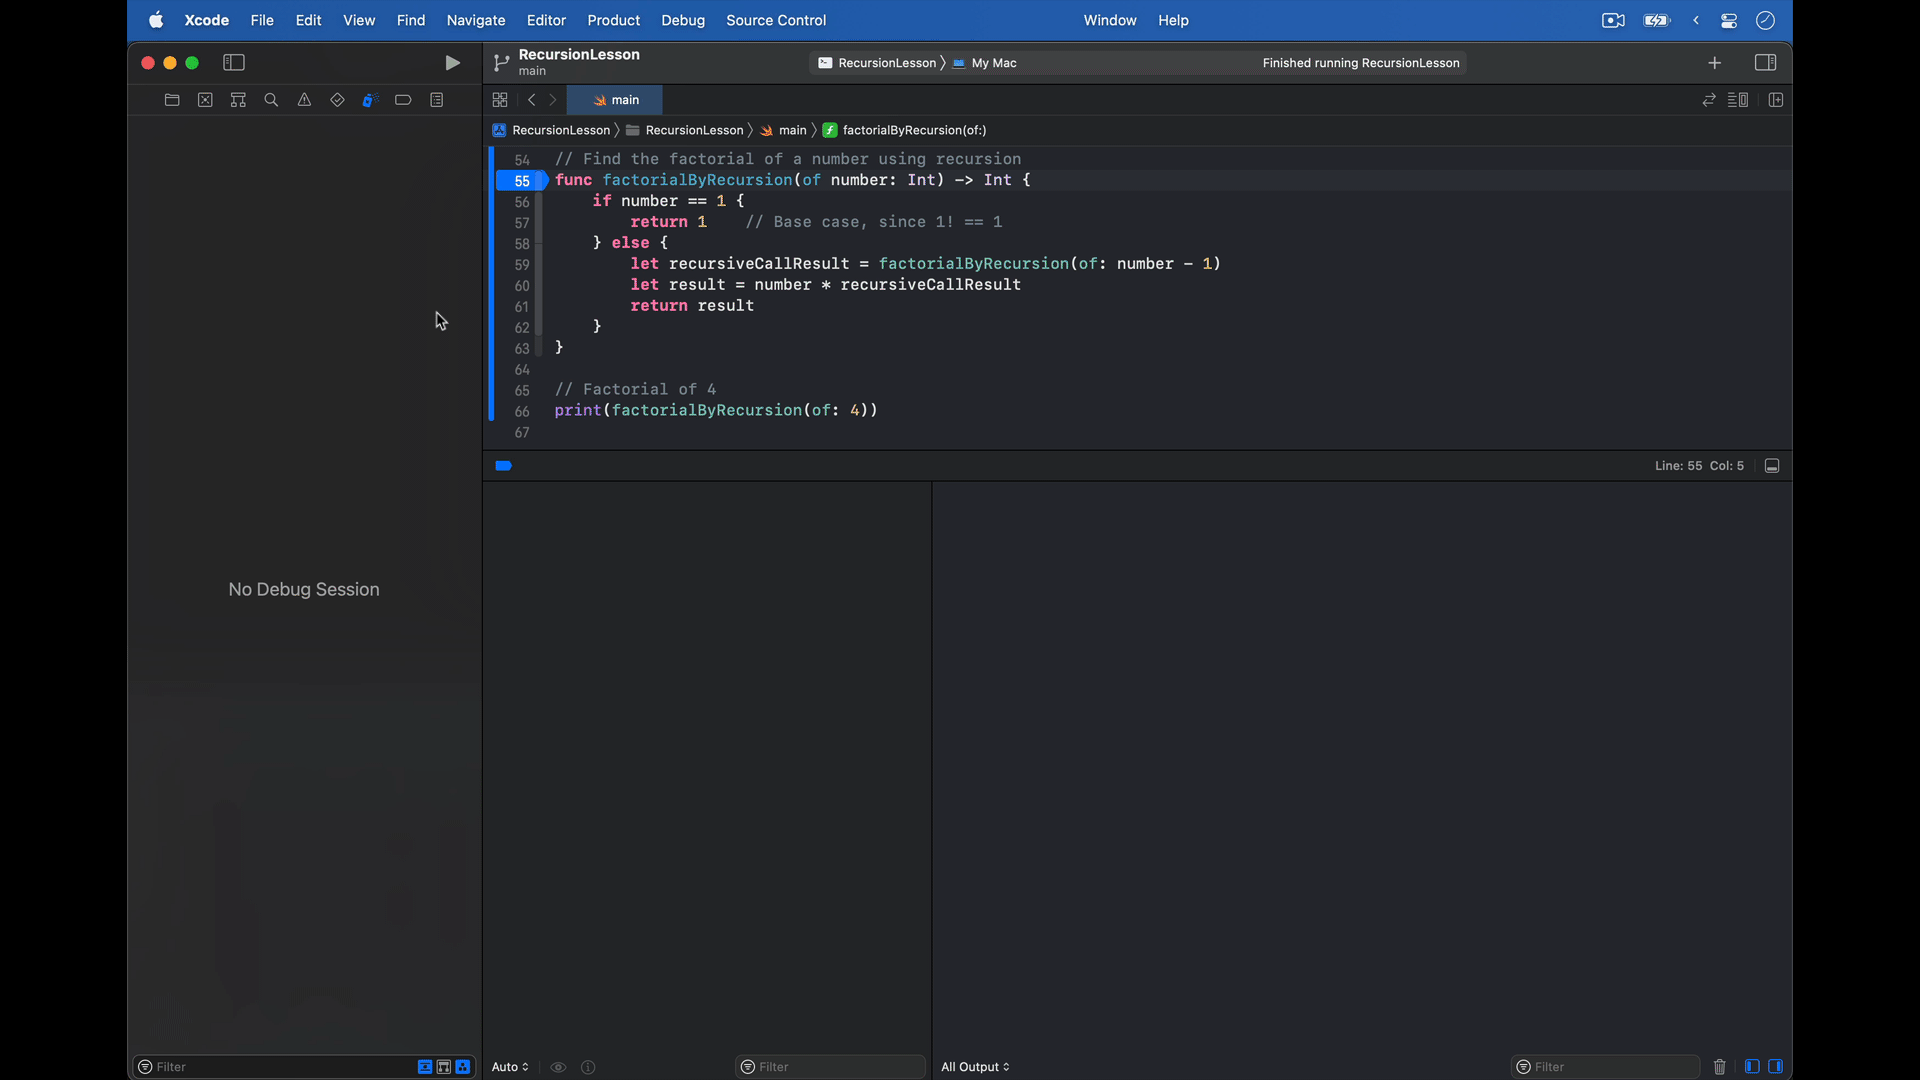 Xcode File Edit View Find Navigate Editor Product Debug Source Control Window Help
RecursionLesson
main
RecursionLesson 〉 My Mac
Finished running RecursionLesson
main
RecursionLesson 〉 RecursionLesson 〉 main 〉 factorialByRecursion(of:)
54 // Find the factorial of a number using recursion
55 func factorialByRecursion(of number: Int) -> Int {
56     if number == 1 {
57         return 1    // Base case, since 1! == 1
58     } else {
59         let recursiveCallResult = factorialByRecursion(of: number - 1)
60         let result = number * recursiveCallResult
61         return result
62     }
63 }
64
65 // Factorial of 4
66 print(factorialByRecursion(of: 4))
67
Line: 55 Col: 5
No Debug Session
Filter
Auto
Filter
All Output
Filter